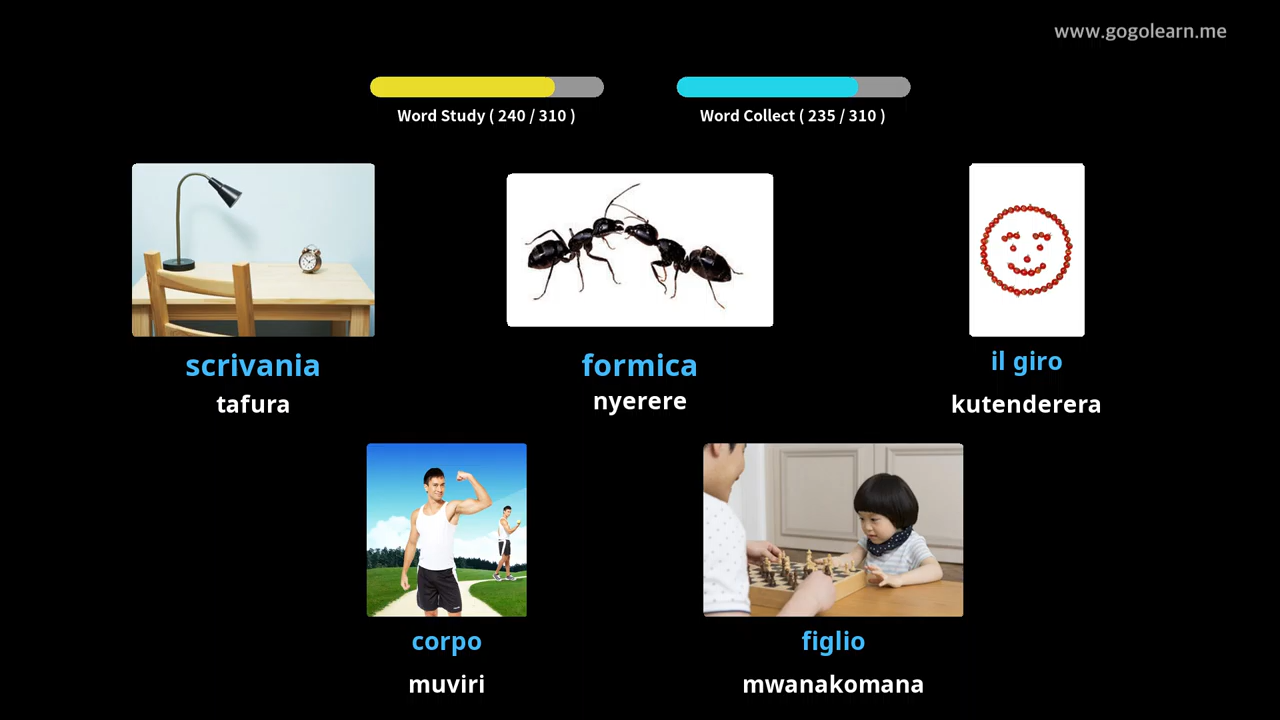 www.gogolearn.me
Word Study ( 240 / 310 )
Word Collect ( 235 / 310 )
scrivania
tafura
formica
nyerere
il giro
kutenderera
corpo
muviri
figlio
mwanakomana